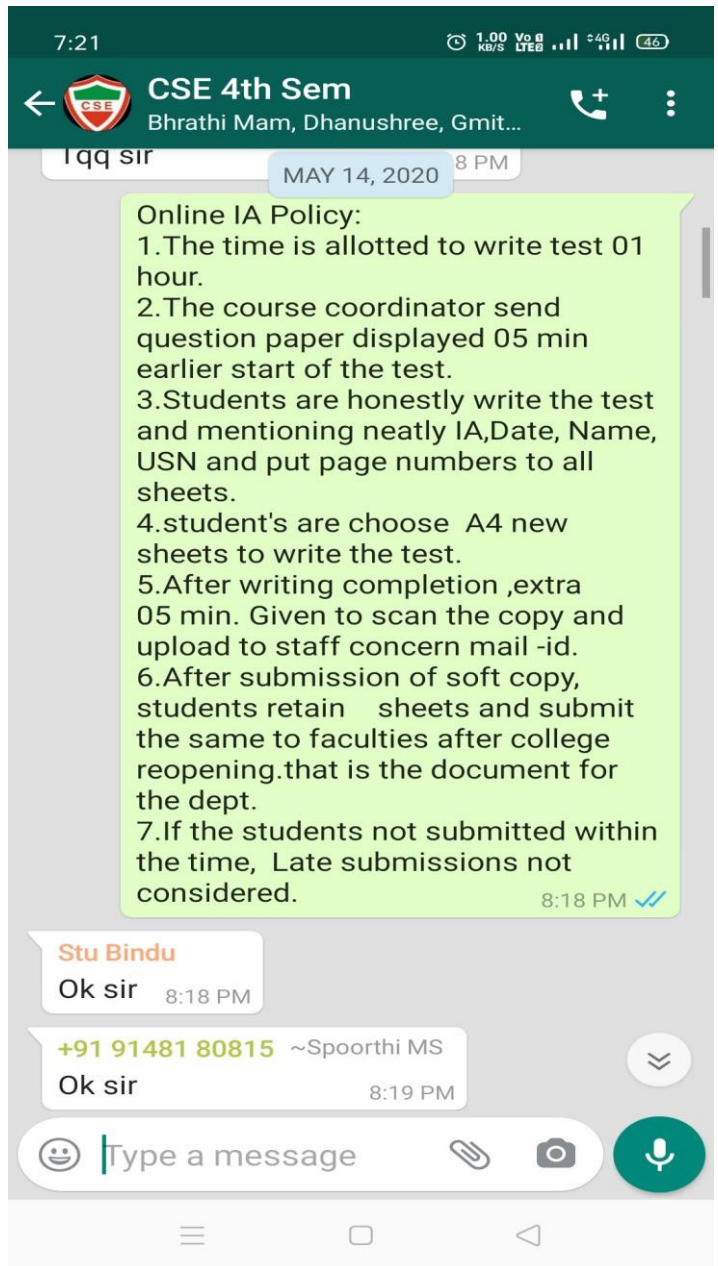 7:21 1.00 KB/S Vo LTE2 4G 46
CSE
CSE 4th Sem
Bhrathi Mam, Dhanushree, Gmit...
Tqq sir 8 PM
MAY 14, 2020
Online IA Policy:
1.The time is allotted to write test 01
hour.
2.The course coordinator send
question paper displayed 05 min
earlier start of the test.
3.Students are honestly write the test
and mentioning neatly IA,Date, Name,
USN and put page numbers to all
sheets.
4.student's are choose  A4 new
sheets to write the test.
5.After writing completion ,extra
05 min. Given to scan the copy and
upload to staff concern mail -id.
6.After submission of soft copy,
students retain    sheets and submit
the same to faculties after college
reopening.that is the document for
the dept.
7.If the students not submitted within
the time,  Late submissions not
considered. 8:18 PM
Stu Bindu
Ok sir 8:18 PM
+91 91481 80815 ~Spoorthi MS
Ok sir 8:19 PM
Type a message